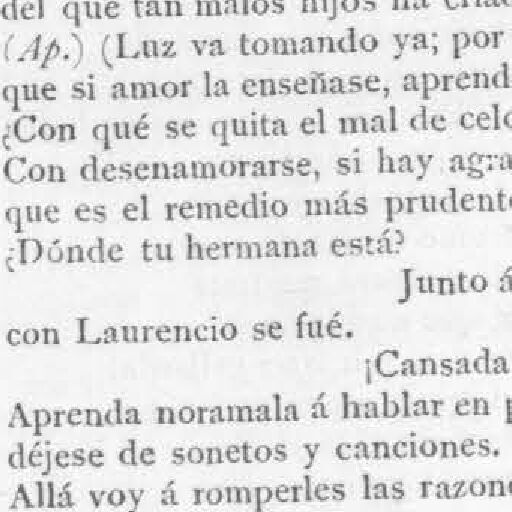 del que tan malos hijos ha
(Ap.) (Luz va tomando ya; por
que si amor la enseñase, aprend
¿Con qué se quita el mal de celo
Con desenamorarse, si hay agra
que es el remedio más prudente
¿Dónde tu hermana está?
Junto á
con Laurencio se fué.
¡Cansada
Aprenda noramala á hablar en p
déjese de sonetos y canciones.
Allá voy á romperles las razone